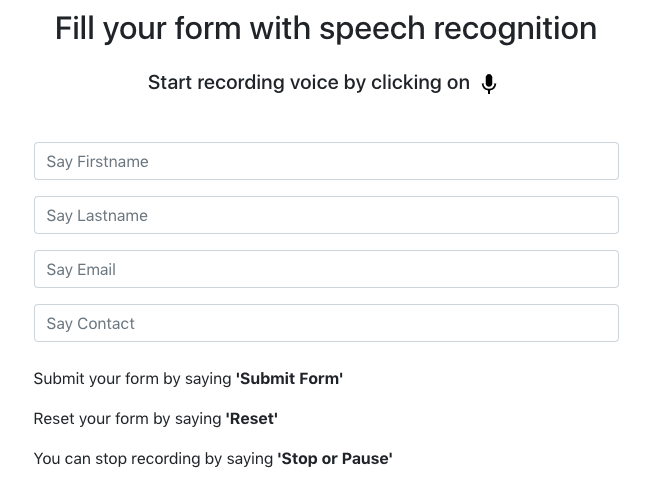 Fill your form with speech recognition
Start recording voice by clicking on
Say Firstname
Say Lastname
Say Email
Say Contact
Submit your form by saying 'Submit Form'
Reset your form by saying 'Reset'
You can stop recording by saying 'Stop or Pause'